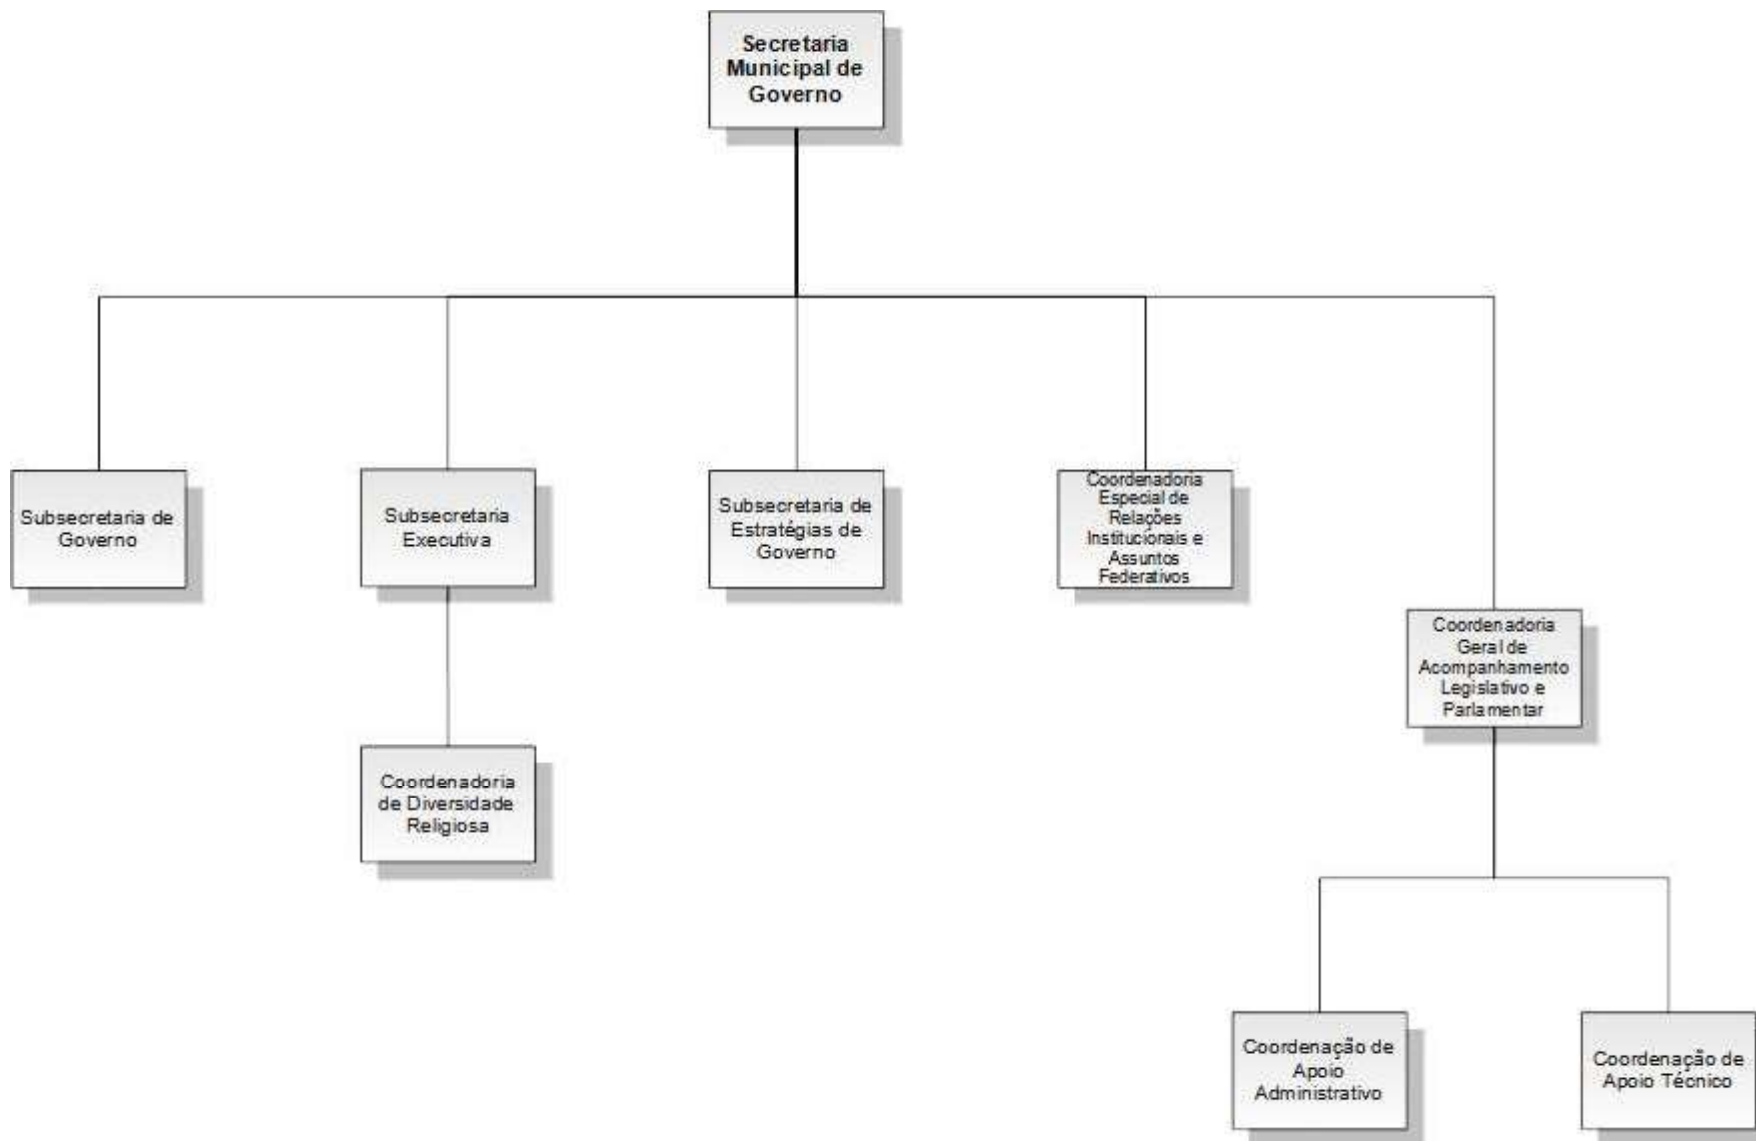 Secretaria
Municipal de
Governo
Subsecretaria de
Governo
Subsecretaria
Executiva
Subsecretaria de
Estratégias de
Governo
Coordenadoria
Especial de
Relações
Institucionais e
Assuntos
Federativos
Coordenadoria
Geral de
Acompanhamento
Legislativo e
Parlamentar
Coordenadoria
de Diversidade
Religiosa
Coordenação de
Apoio
Administrativo
Coordenação de
Apoio Técnico